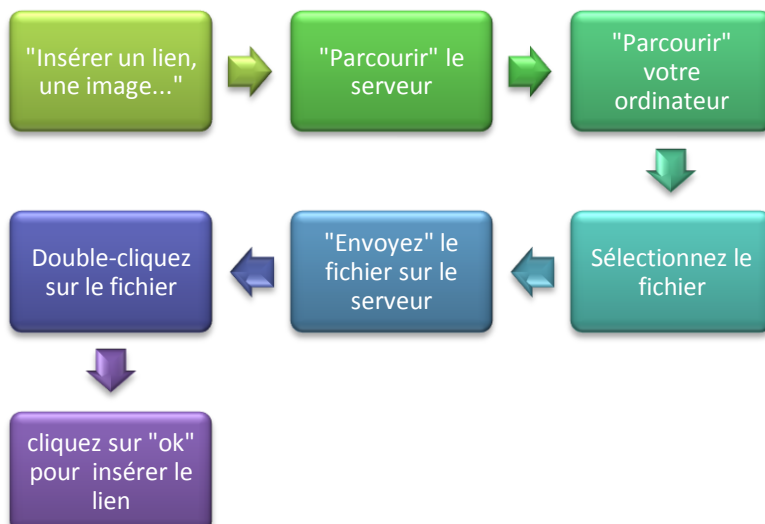 "Insérer un lien,
une image..."
"Parcourir" le
serveur
"Parcourir"
votre
ordinateur
Sélectionnez le
fichier
"Envoyez" le
fichier sur le
serveur
Double-cliquez
sur le fichier
cliquez sur "ok"
pour insérer le
lien